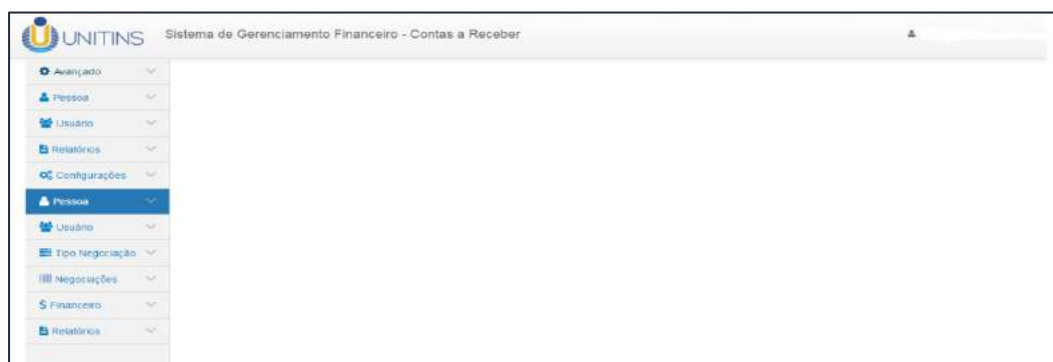 UNITINS
Sistema de Gerenciamento Financeiro - Contas a Receber
Avançado
Pessoa
Usuário
Relatórios
Configurações
Pessoa
Usuário
Tipo Negociação
Negociações
$ Financeiro
Relatórios